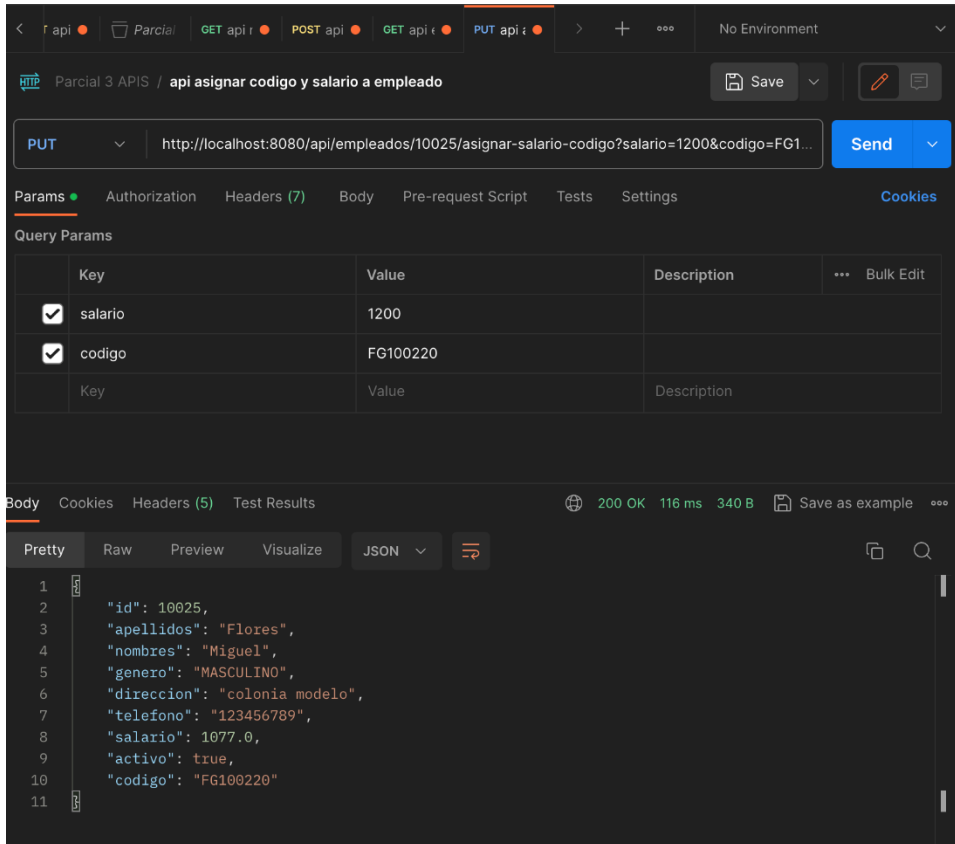 api Parcial GET api POST api GET api PUT api No Environment
HTTP Parcial 3 APIS / api asignar codigo y salario a empleado Save
PUT http://localhost:8080/api/empleados/10025/asignar-salario-codigo?salario=1200&codigo=FG1... Send
Params Authorization Headers (7) Body Pre-request Script Tests Settings Cookies
Query Params
Key Value Description Bulk Edit
salario 1200
codigo FG100220
Key Value Description
Body Cookies Headers (5) Test Results 200 OK 116 ms 340 B Save as example
Pretty Raw Preview Visualize JSON
1 {
2 "id": 10025,
3 "apellidos": "Flores",
4 "nombres": "Miguel",
5 "genero": "MASCULINO",
6 "direccion": "colonia modelo",
7 "telefono": "123456789",
8 "salario": 1077.0,
9 "activo": true,
10 "codigo": "FG100220"
11 }